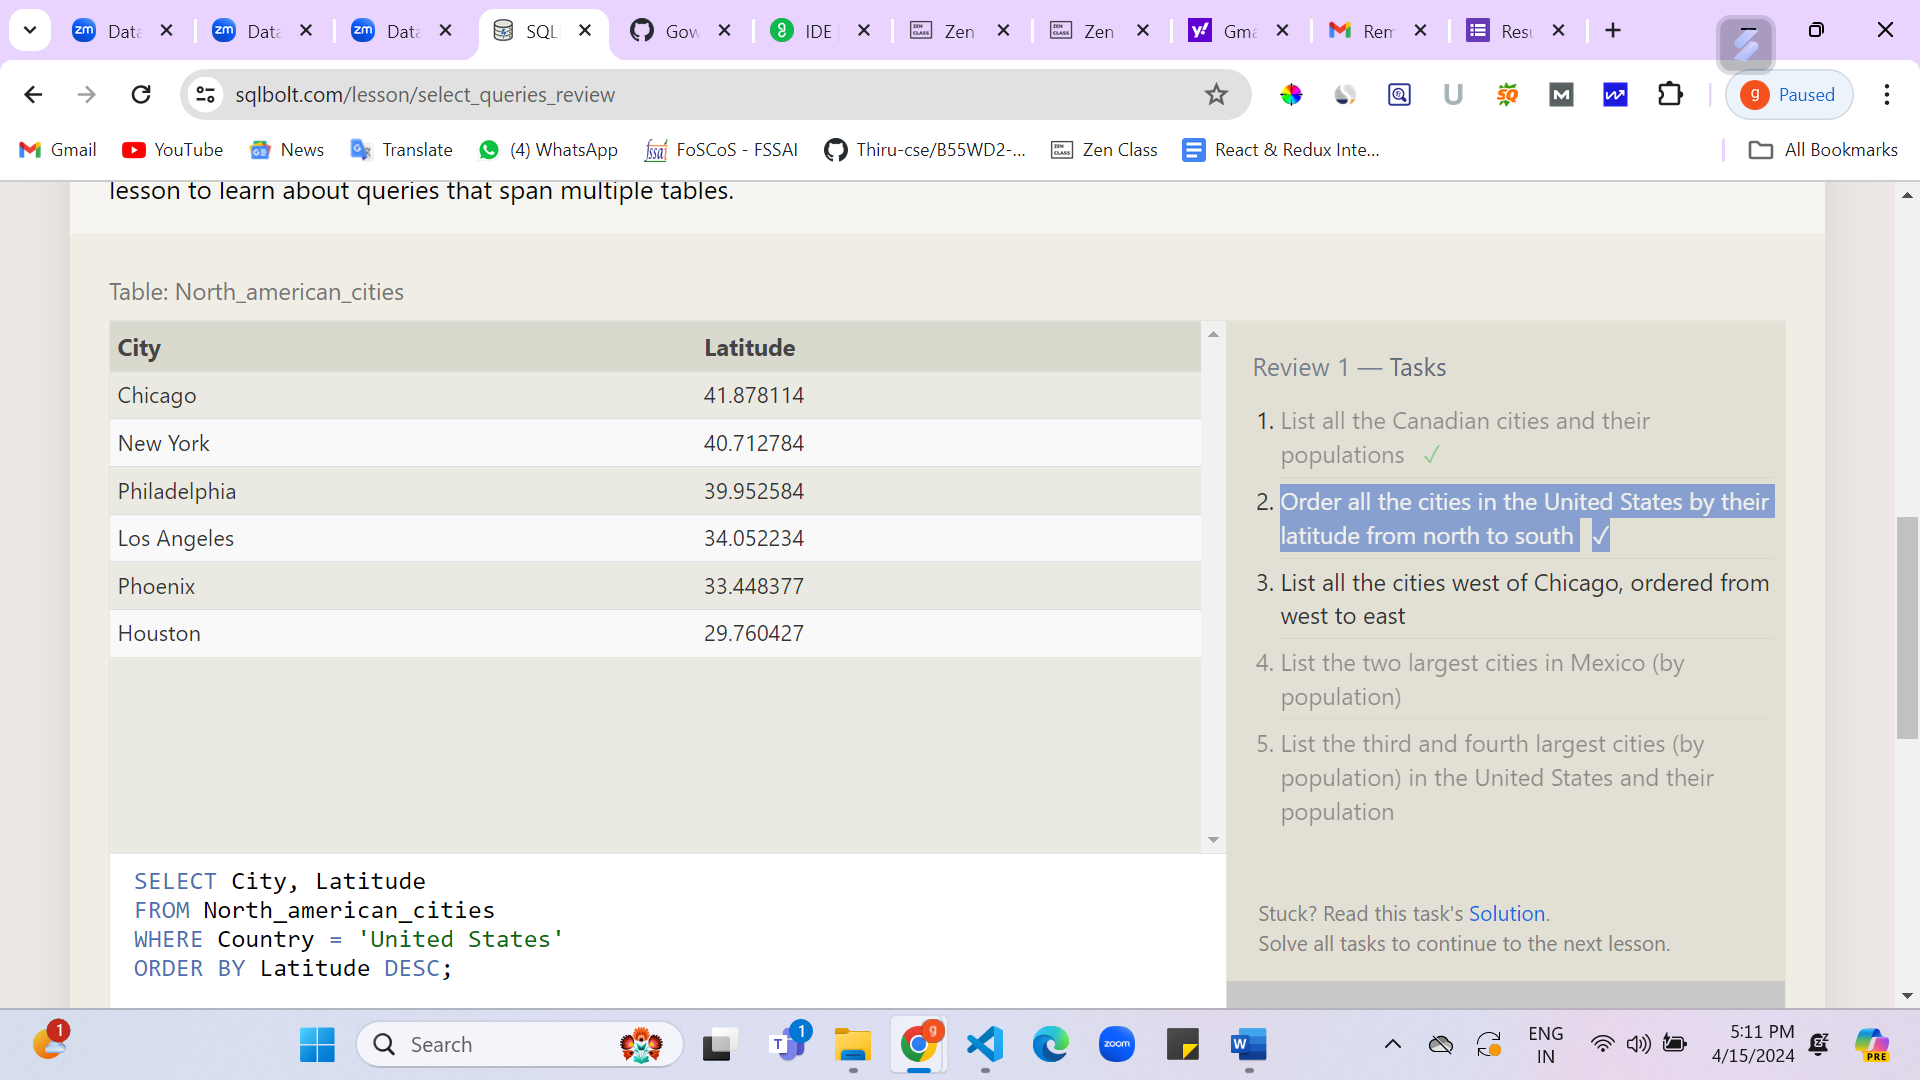 Data
Data
Data
SQL
Gow
IDE
Zen
Zen
Gma
Rem
Resu
sqlbolt.com/lesson/select_queries_review
g Paused
Gmail
YouTube
News
Translate
(4) WhatsApp
FoSCoS - FSSAI
Thiru-cse/B55WD2-...
Zen Class
React & Redux Inte...
All Bookmarks
lesson to learn about queries that span multiple tables.
Table: North_american_cities
City Latitude
Chicago 41.878114
New York 40.712784
Philadelphia 39.952584
Los Angeles 34.052234
Phoenix 33.448377
Houston 29.760427
SELECT City, Latitude
FROM North_american_cities
WHERE Country = 'United States'
ORDER BY Latitude DESC;
Review 1 — Tasks
1. List all the Canadian cities and their
populations ✓
2. Order all the cities in the United States by their
latitude from north to south ✓
3. List all the cities west of Chicago, ordered from
west to east
4. List the two largest cities in Mexico (by
population)
5. List the third and fourth largest cities (by
population) in the United States and their
population
Stuck? Read this task's Solution.
Solve all tasks to continue to the next lesson.
1
Search
1
g
zoom
ENG
IN
5:11 PM
4/15/2024
PRE